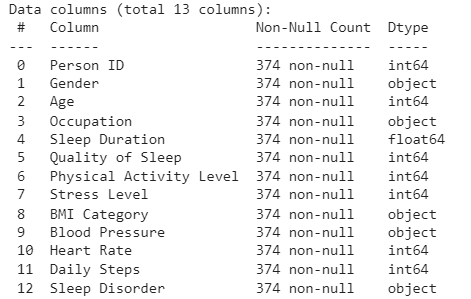 Data columns (total 13 columns):
 #   Column                   Non-Null Count  Dtype
---  ------                   --------------  -----
 0   Person ID                374 non-null    int64
 1   Gender                   374 non-null    object
 2   Age                      374 non-null    int64
 3   Occupation               374 non-null    object
 4   Sleep Duration           374 non-null    float64
 5   Quality of Sleep         374 non-null    int64
 6   Physical Activity Level  374 non-null    int64
 7   Stress Level             374 non-null    int64
 8   BMI Category             374 non-null    object
 9   Blood Pressure           374 non-null    object
 10  Heart Rate               374 non-null    int64
 11  Daily Steps              374 non-null    int64
 12  Sleep Disorder           374 non-null    object